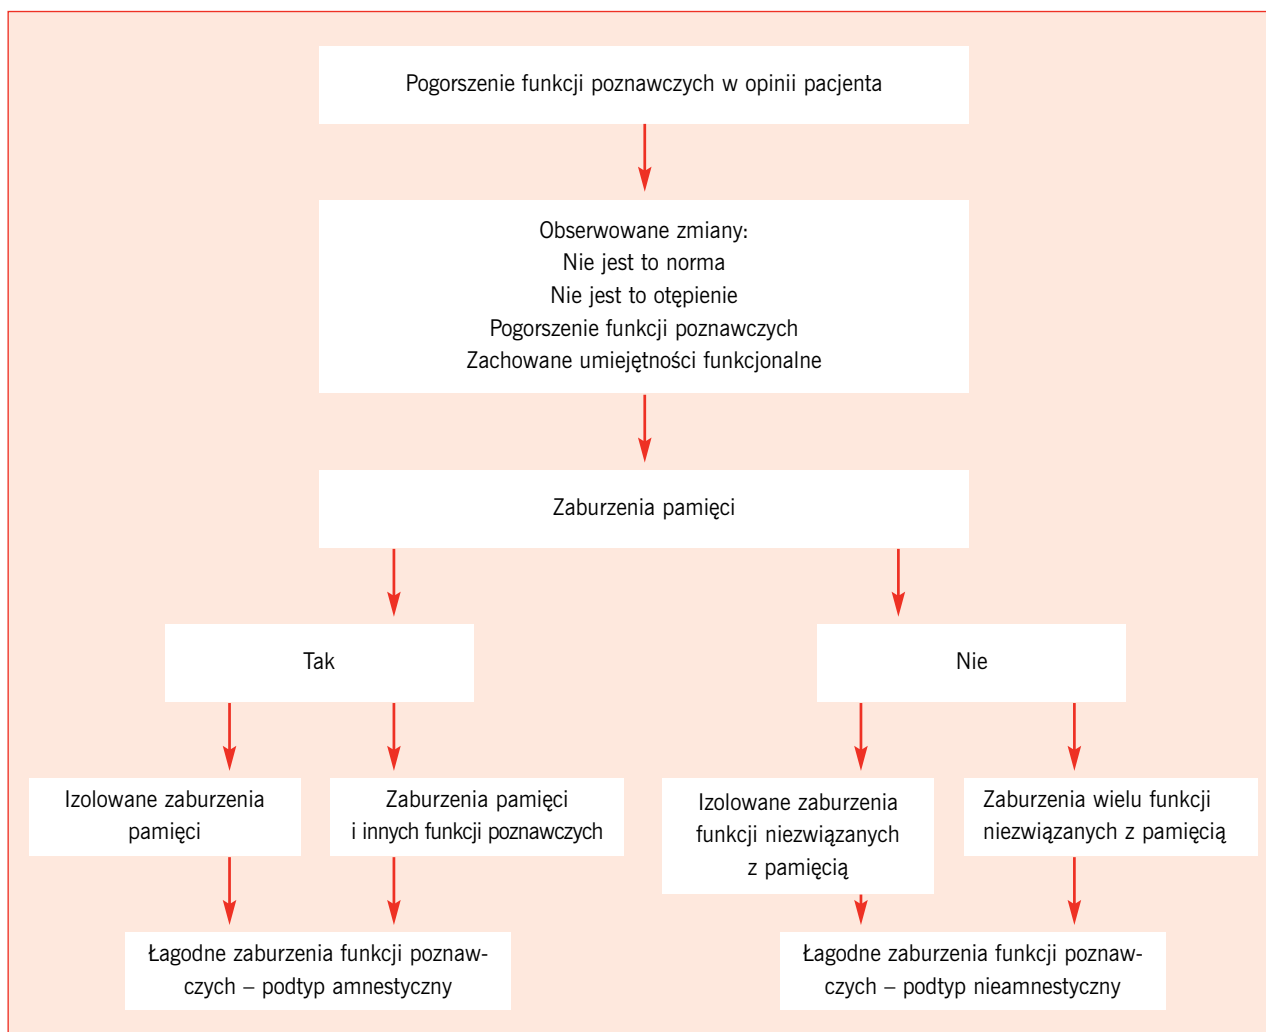 Pogorszenie funkcji poznawczych w opinii pacjenta
Obserwowane zmiany:
Nie jest to norma
Nie jest to otępienie
Pogorszenie funkcji poznawczych
Zachowane umiejętności funkcjonalne
Zaburzenia pamięci
Tak
Nie
Izolowane zaburzenia
pamięci
Zaburzenia pamięci
i innych funkcji poznawczych
Izolowane zaburzenia
funkcji niezwiązanych
z pamięcią
Zaburzenia wielu funkcji
niezwiązanych z pamięcią
Łagodne zaburzenia funkcji poznaw-
czych – podtyp amnestyczny
Łagodne zaburzenia funkcji poznaw-
czych – podtyp nieamnestyczny